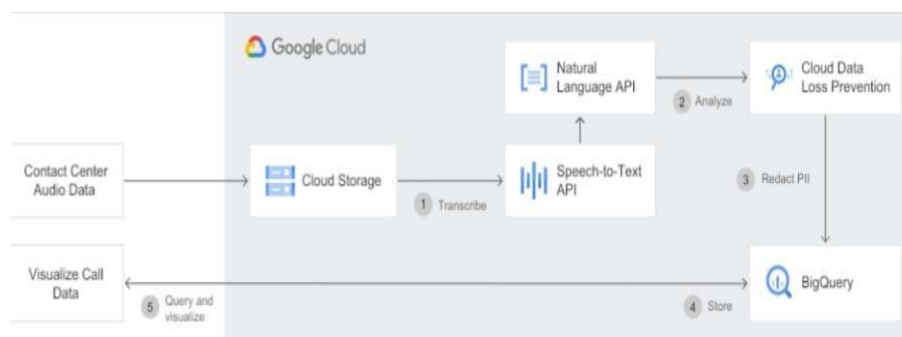 Google Cloud
Natural
Language API
2 Analyze
Cloud Data
Loss Prevention
Contact Center
Audio Data
Cloud Storage
1 Transcribe
Speech-to-Text
API
3 Redact PII
Visualize Call
Data
5 Query and
visualize
4 Store
BigQuery